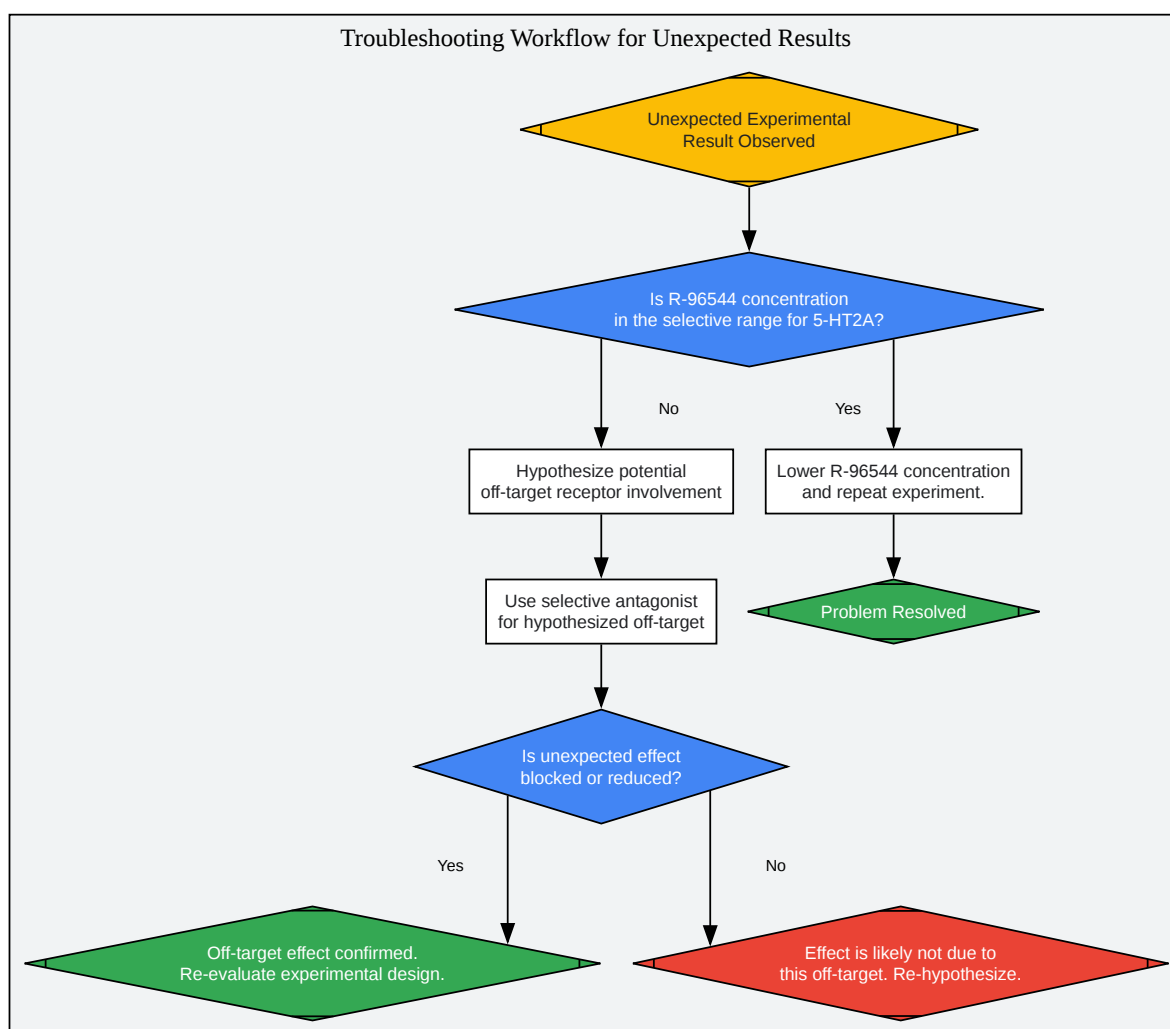 Troubleshooting Workflow for Unexpected Results
Unexpected Experimental
Result Observed
Is R-96544 concentration
in the selective range for 5-HT2A?
No
Yes
Hypothesize potential
off-target receptor involvement
Lower R-96544 concentration
and repeat experiment.
Use selective antagonist
for hypothesized off-target
Problem Resolved
Is unexpected effect
blocked or reduced?
Yes
No
Off-target effect confirmed.
Re-evaluate experimental design.
Effect is likely not due to
this off-target. Re-hypothesize.